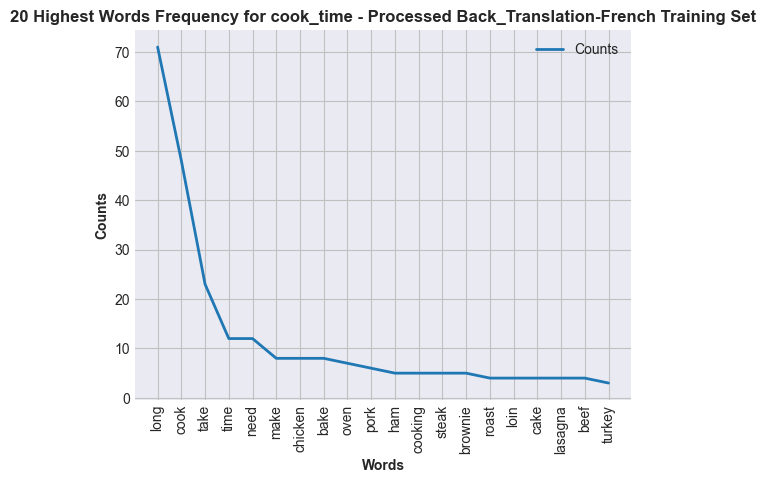 20 Highest Words Frequency for cook_time - Processed Back_Translation-French Training Set
Counts
70
60
50
40
30
20
10
0
Counts
long
cook
take
time
need
make
chicken
bake
oven
pork
ham
cooking
steak
brownie
roast
loin
cake
lasagna
beef
turkey
Words